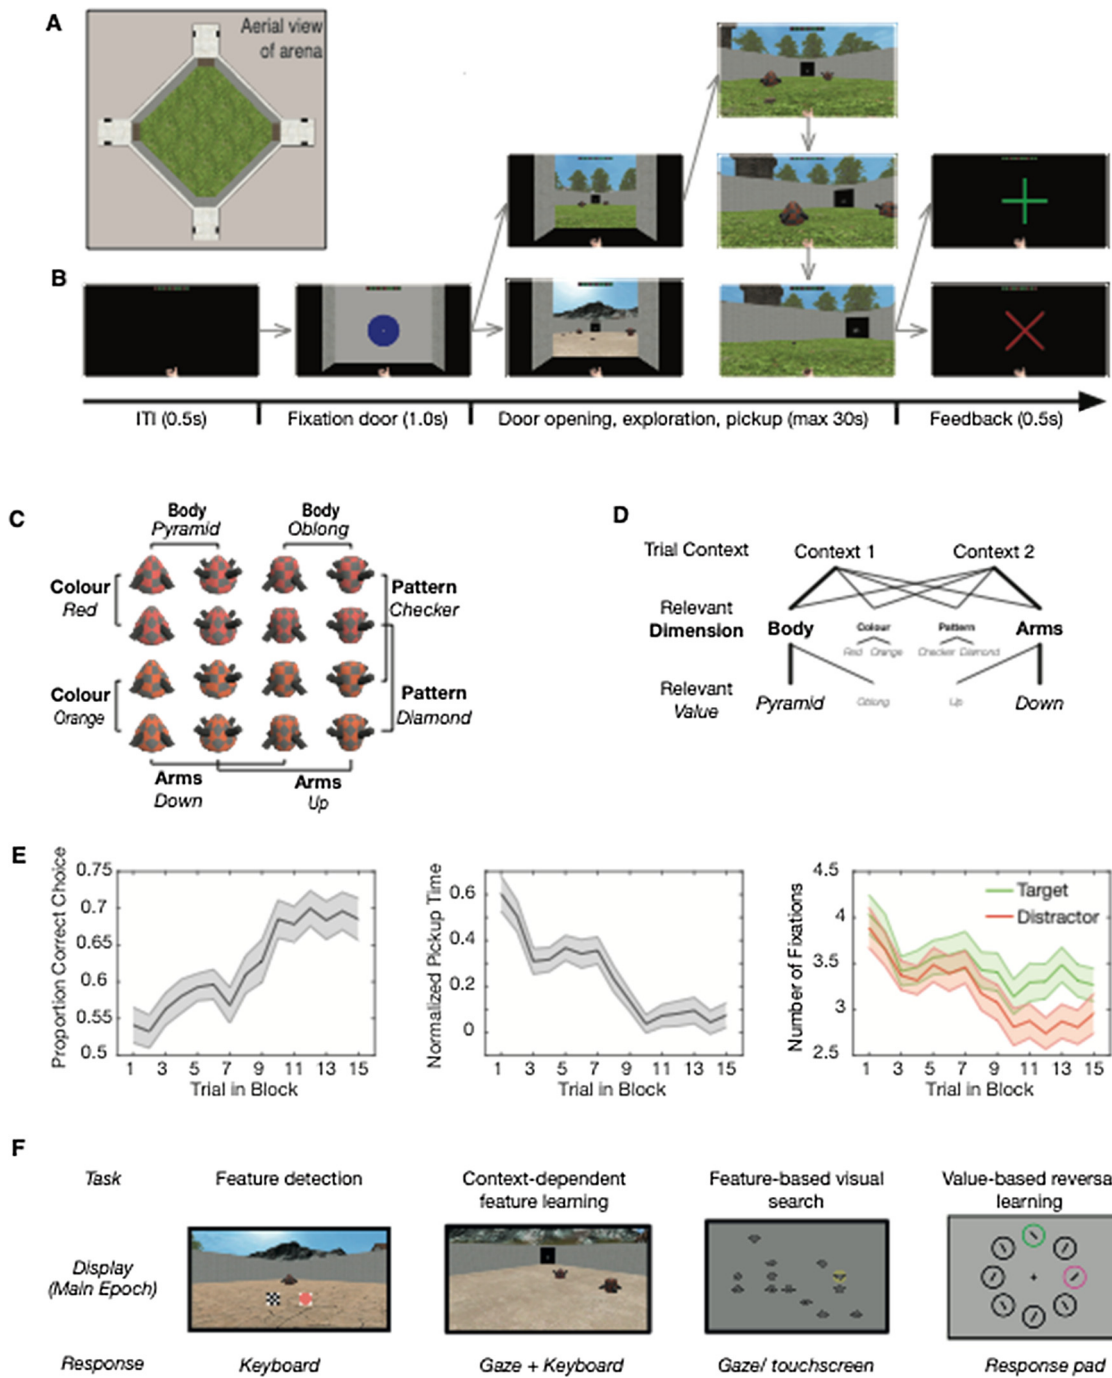 A
Aerial view
of arena
B
ITI (0.5s)
Fixation door (1.0s)
Door opening, exploration, pickup (max 30s)
Feedback (0.5s)
C
Body
Pyramid
Body
Oblong
Colour
Red
Pattern
Checker
Colour
Orange
Pattern
Diamond
Arms
Down
Arms
Up
D
Trial Context
Context 1
Context 2
Relevant
Dimension
Body
Colour
Pattern
Arms
Red Orange
Checker Diamond
Relevant
Value
Pyramid
Oblong
Up
Down
E
Proportion Correct Choice
0.75
0.7
0.65
0.6
0.55
0.5
1 3 5 7 9 11 13 15
Trial in Block
Normalized Pickup Time
0.6
0.4
0.2
0
1 3 5 7 9 11 13 15
Trial in Block
Number of Fixations
4.5
4
3.5
3
2.5
Target
Distractor
1 3 5 7 9 11 13 15
Trial in Block
F
Task
Feature detection
Context-dependent
feature learning
Feature-based visual
search
Value-based reversa
learning
Display
(Main Epoch)
Response
Keyboard
Gaze + Keyboard
Gaze/ touchscreen
Response pad